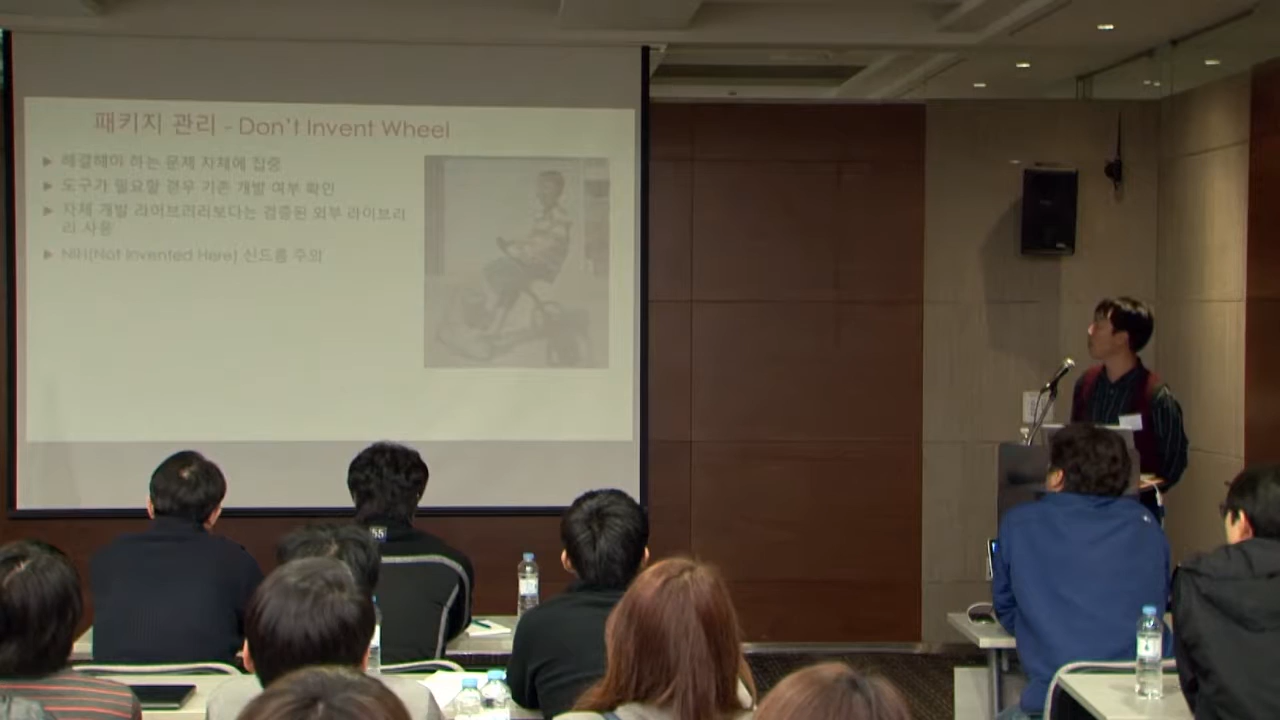 패키지 관리 - Don't Invent Wheel
▶ 해결해야 하는 문제 자체에 집중
▶ 도구가 필요할 경우 기존 개발 여부 확인
▶ 자체 개발 라이브러리보다는 검증된 외부 라이브러
리 사용
▶ NIH(Not Invented Here) 신드롬 주의
55